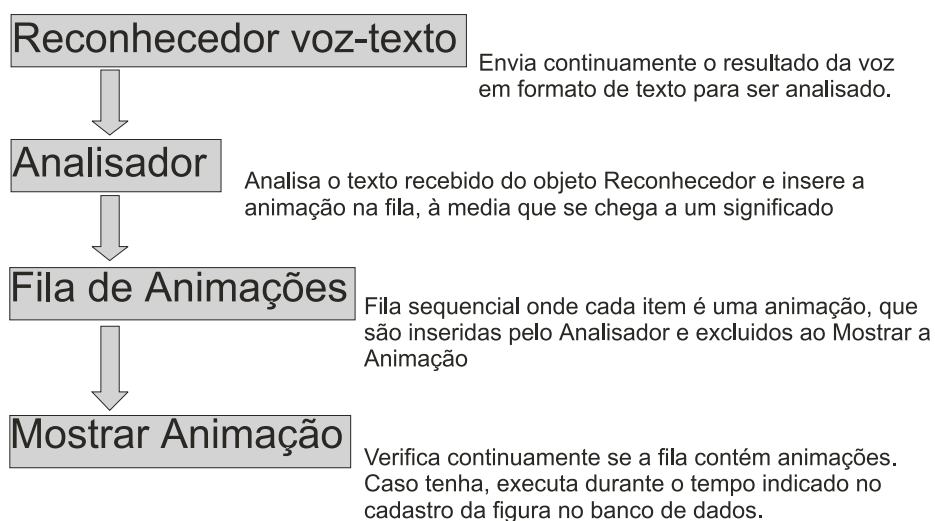 Reconhecedor voz-texto
Envia continuamente o resultado da voz
em formato de texto para ser analisado.
Analisador
Analisa o texto recebido do objeto Reconhecedor e insere a
animação na fila, à media que se chega a um significado
Fila de Animações
Fila sequencial onde cada item é uma animação, que
são inseridas pelo Analisador e excluidos ao Mostrar a
Animação
Mostrar Animação
Verifica continuamente se a fila contém animações.
Caso tenha, executa durante o tempo indicado no
cadastro da figura no banco de dados.